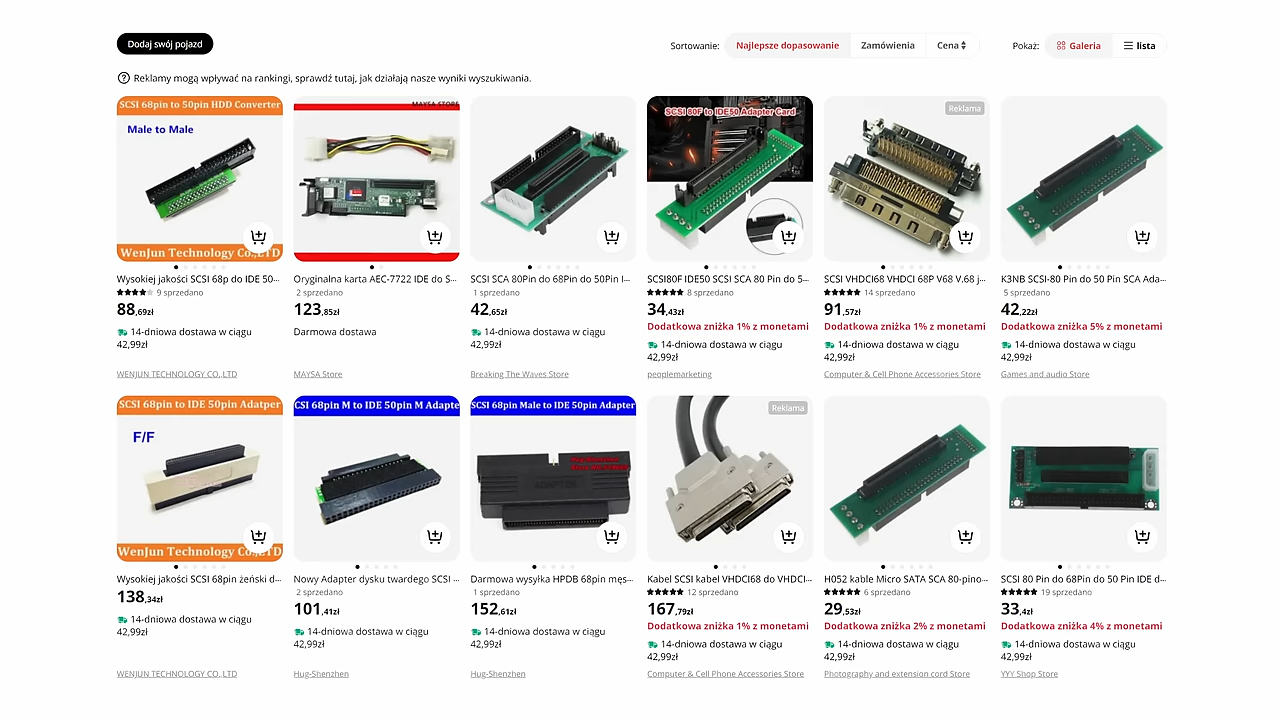 Dodaj swój pojazd
Sortowanie: Najlepsze dopasowanie Zamówienia Cena Pokaż: Galeria lista
Reklamy mogą wpływać na rankingi, sprawdź tutaj, jak działają nasze wyniki wyszukiwania.
SCSI 68pin to 50pin HDD Converter
Male to Male
WenJun Technology Co.,LTD
Wysokiej jakości SCSI 68p do IDE 50...
9 sprzedano
88,69zł
14-dniowa dostawa w ciągu
42,99zł
WENJUN TECHNOLOGY CO.,LTD
MAYSA STORE
Oryginalna karta AEC-7722 IDE do S...
2 sprzedano
123,85zł
Darmowa dostawa
MAYSA Store
SCSI SCA 80Pin do 68Pin do 50Pin I...
1 sprzedano
42,65zł
14-dniowa dostawa w ciągu
42,99zł
Breaking The Waves Store
SCSI 80F to IDE50 Adapter Card
SCSI80F IDE50 SCSI SCA 80 Pin do 5...
8 sprzedano
34,43zł
Dodatkowa zniżka 1% z monetami
14-dniowa dostawa w ciągu
42,99zł
peoplemarketing
Reklama
SCSI VHDCI68 VHDCI 68P V68 V.68 j...
14 sprzedano
91,57zł
Dodatkowa zniżka 1% z monetami
14-dniowa dostawa w ciągu
42,99zł
Computer & Cell Phone Accessories Store
K3NB SCSI-80 Pin do 50 Pin SCA Ada...
5 sprzedano
42,22zł
Dodatkowa zniżka 5% z monetami
14-dniowa dostawa w ciągu
42,99zł
Games and audio Store
SCSI 68pin to IDE 50pin Adatper
F/F
WenJun Technology Co.,LTD
Wysokiej jakości SCSI 68pin żeński d...
138,34zł
14-dniowa dostawa w ciągu
42,99zł
WENJUN TECHNOLOGY CO.,LTD
CSI 68pin M to IDE 50pin M Adapte
Nowy Adapter dysku twardego SCSI ...
2 sprzedano
101,41zł
14-dniowa dostawa w ciągu
42,99zł
Hug-Shenzhen
SCSI 68pin Male to IDE 50pin Adapter
Darmowa wysyłka HPDB 68pin męs...
1 sprzedano
152,61zł
14-dniowa dostawa w ciągu
42,99zł
Hug-Shenzhen
Reklama
Kabel SCSI kabel VHDCI68 do VHDCI...
12 sprzedano
167,79zł
Dodatkowa zniżka 1% z monetami
14-dniowa dostawa w ciągu
42,99zł
Computer & Cell Phone Accessories Store
H052 kable Micro SATA SCA 80-pino...
6 sprzedano
29,53zł
Dodatkowa zniżka 2% z monetami
14-dniowa dostawa w ciągu
42,99zł
Photography and extension cord Store
SCSI 80 Pin do 68Pin do 50 Pin IDE d...
19 sprzedano
33,4zł
Dodatkowa zniżka 4% z monetami
14-dniowa dostawa w ciągu
42,99zł
YYY Shop Store